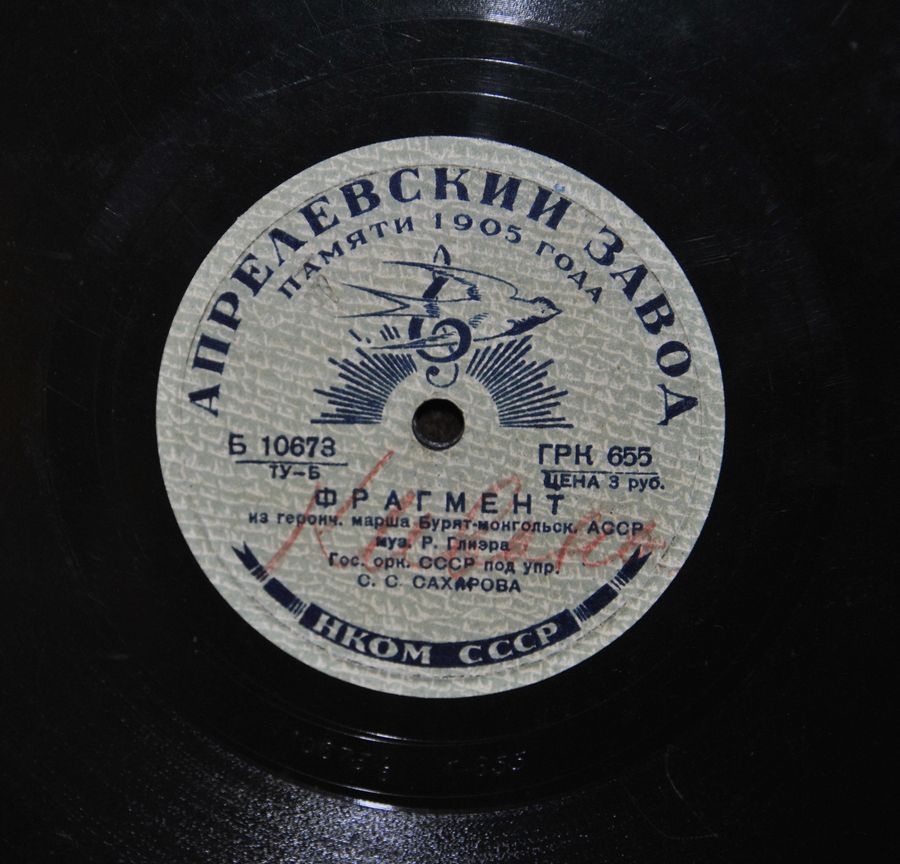 АПРЕЛЕВСКИЙ ЗАВОД
ПАМЯТИ 1905 ГОДА
Б 10673
ТУ-Б
ГРК 655
ЦЕНА 3 руб.
ФРАГМЕНТ
из героич. марша Бурят-монгольск. АССР
муз. Р. Глиэра
Гос. орк. СССР под упр.
С. С. САХАРОВА
НКОМ СССР